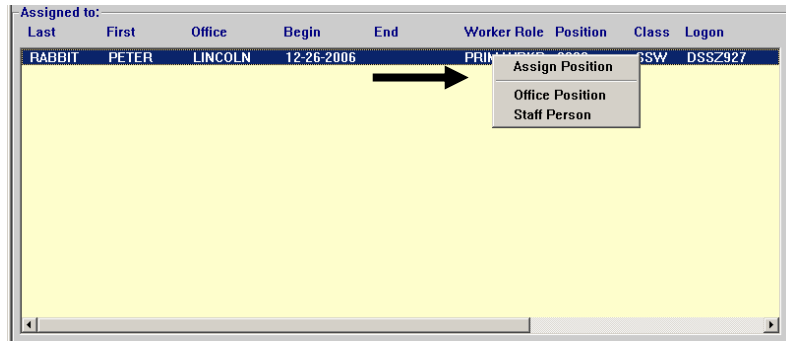 Assigned to:
Last First Office Begin End Worker Role Position Class Logon
RABBIT PETER LINCOLN 12-26-2006 DSSZ927
Assign Position
Office Position
Staff Person